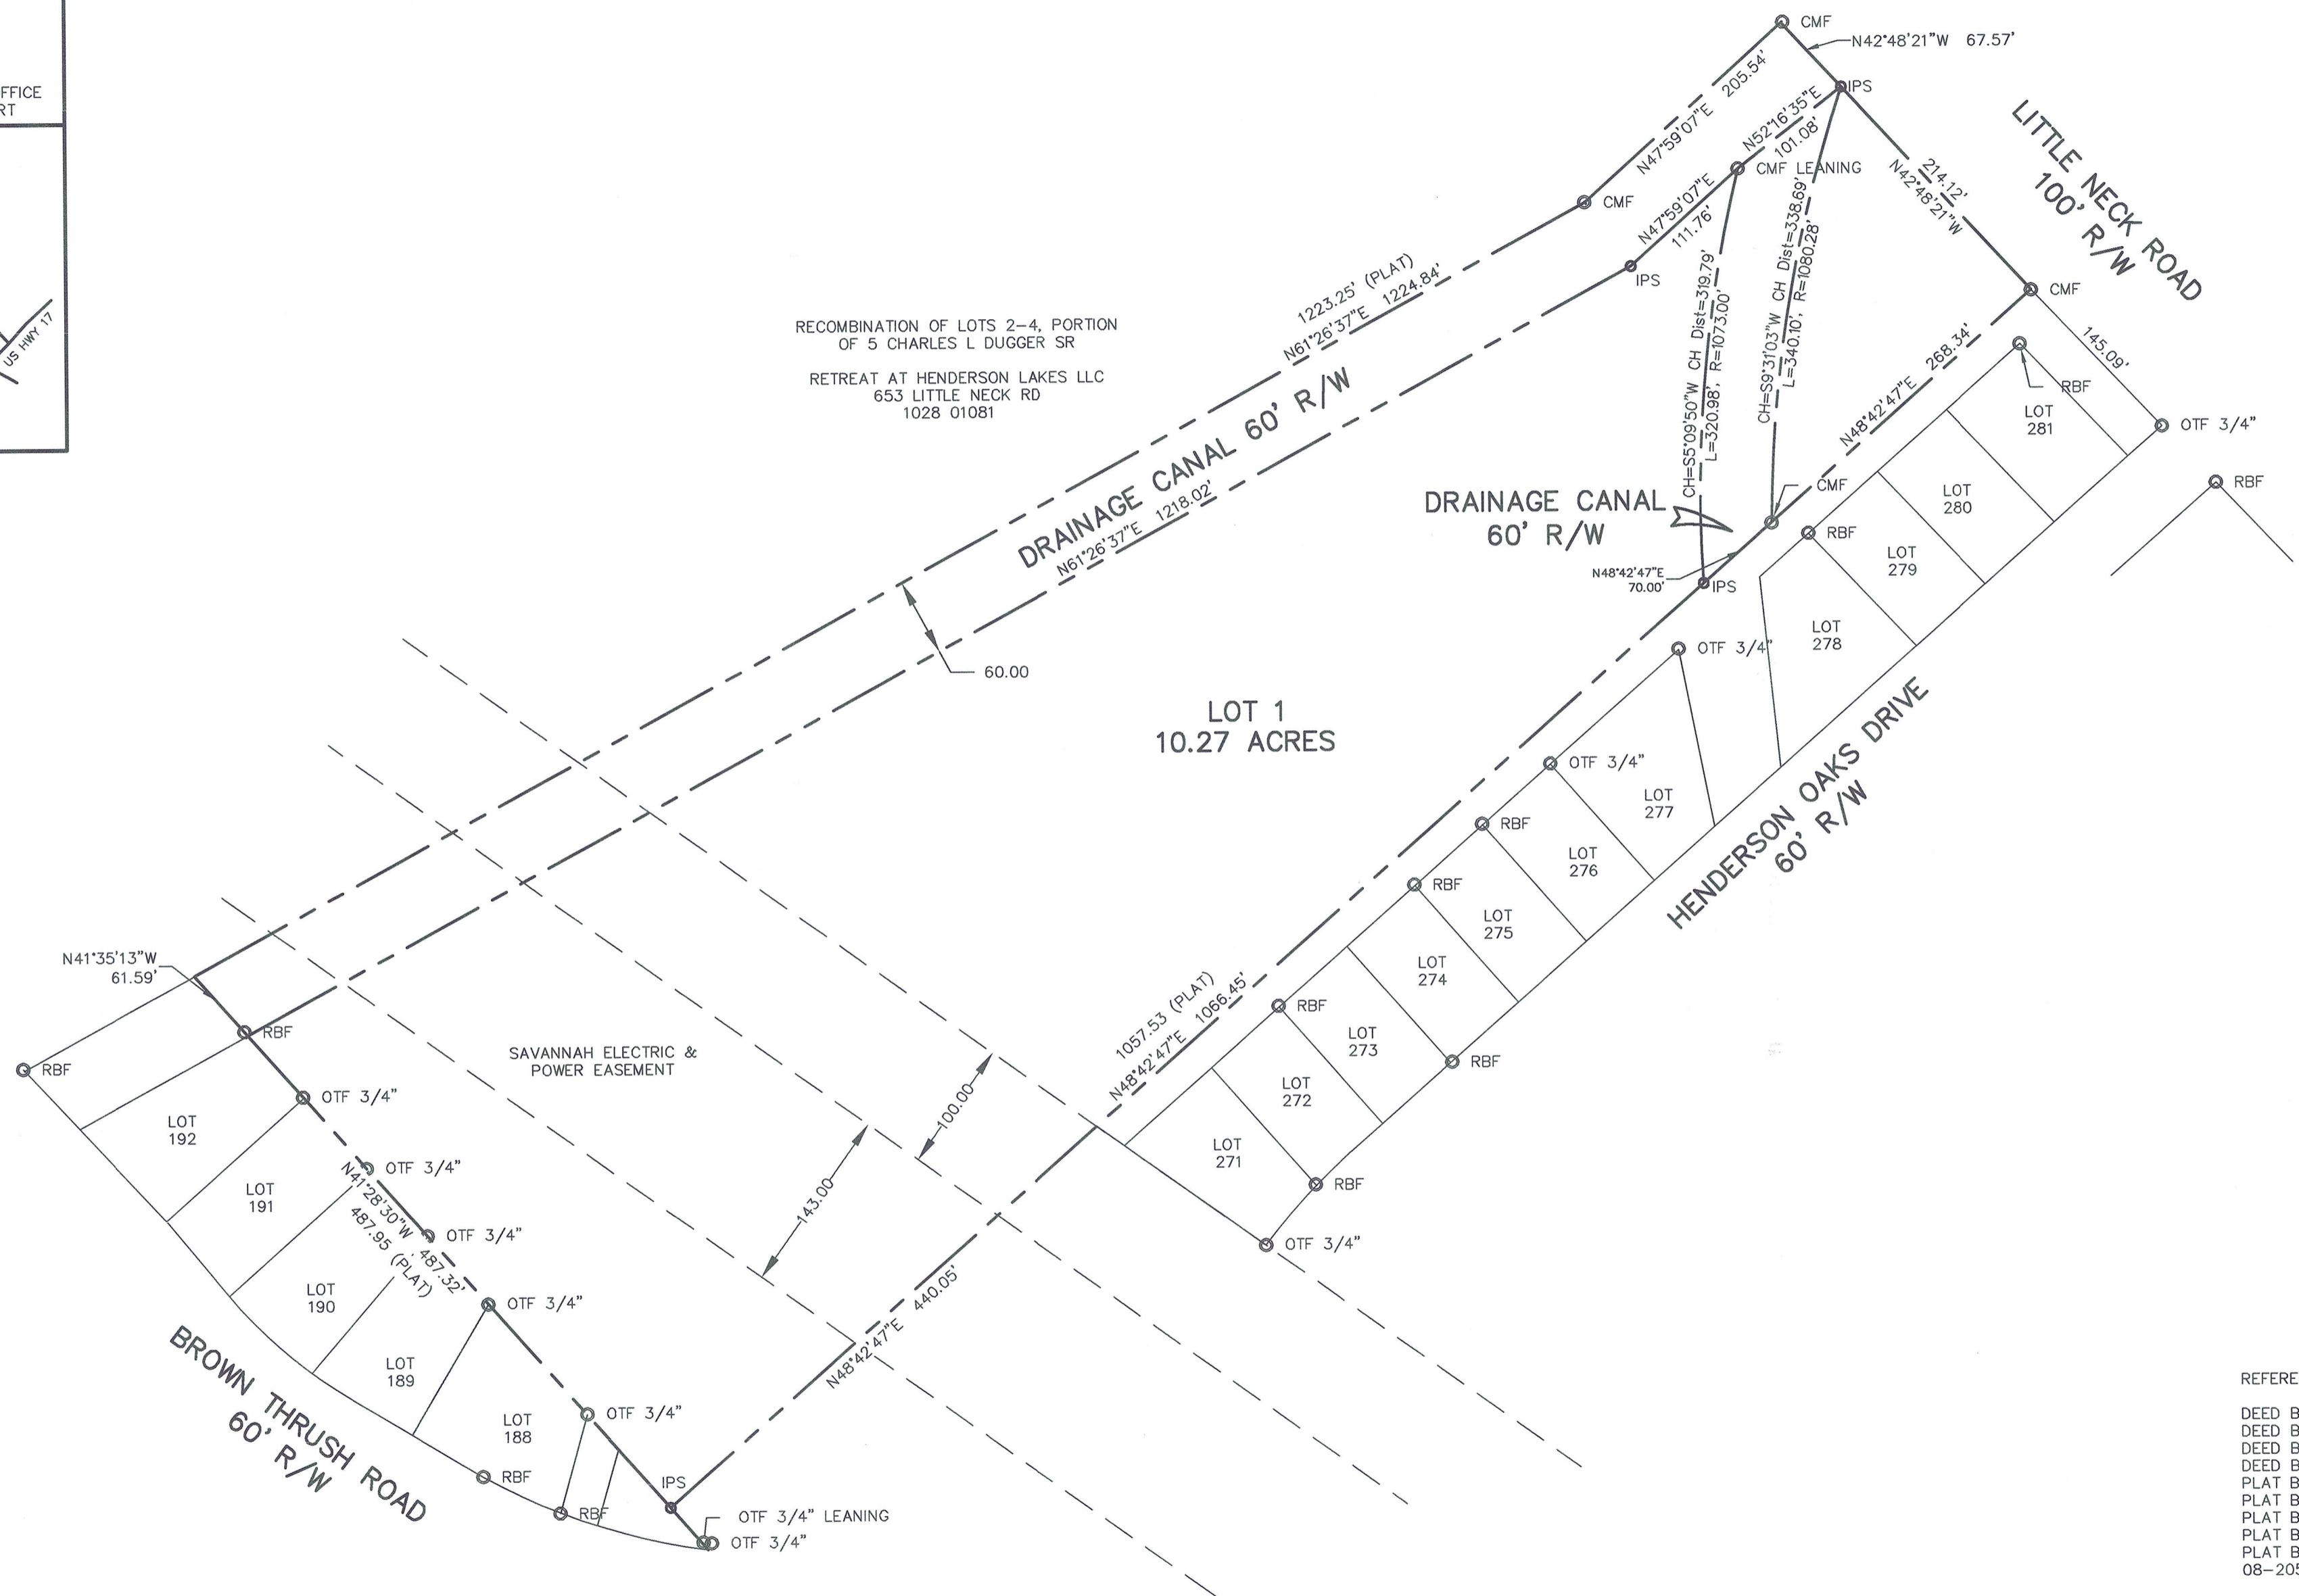 FFICE
RT
US HWY 17
CMF
N42°48'21"W 67.57'
IPS
N47°59'07"E 205.54'
N52°16'35"E
101.08'
CMF LEANING
CMF
N47°59'07"E
111.76'
IPS
LITTLE NECK ROAD
100' R/W
214.12'
N42°48'21"W
CMF
145.09'
1223.25' (PLAT)
N61°26'37"E 1224.84'
RECOMBINATION OF LOTS 2-4, PORTION
OF 5 CHARLES L DUGGER SR
RETREAT AT HENDERSON LAKES LLC
653 LITTLE NECK RD
1028 01081
CH=S5°09'50"W CH Dist=319.79'
L=320.98', R=1073.00'
CH=S9°31'03"W CH Dist=338.69'
L=340.10', R=1080.28'
N48°42'47"E 268.34'
RBF
LOT
281
OTF 3/4"
RBF
DRAINAGE CANAL 60' R/W
N61°26'37"E 1218.02'
DRAINAGE CANAL
60' R/W
CMF
LOT
280
RBF
LOT
279
N48°42'47"E
70.00'
IPS
LOT
278
OTF 3/4"
60.00
LOT 1
10.27 ACRES
OTF 3/4"
LOT
277
HENDERSON OAKS DRIVE
60' R/W
RBF
LOT
276
RBF
LOT
275
LOT
274
N41°35'13"W
61.59'
RBF
RBF
1057.53 (PLAT)
N48°42'47"E 1066.45'
RBF
LOT
273
RBF
LOT
272
LOT
271
RBF
OTF 3/4"
SAVANNAH ELECTRIC &
POWER EASEMENT
100.00
143.00
OTF 3/4"
LOT
192
OTF 3/4"
N41°28'30"W 487.32'
487.95 (PLAT)
LOT
191
OTF 3/4"
LOT
190
OTF 3/4"
N48°42'47"E 440.05'
LOT
189
OTF 3/4"
LOT
188
BROWN THRUSH ROAD
60' R/W
RBF
RBF
IPS
OTF 3/4" LEANING
OTF 3/4"
REFERE
DEED B
DEED B
DEED B
DEED B
PLAT B
PLAT B
PLAT B
PLAT B
PLAT B
08-205